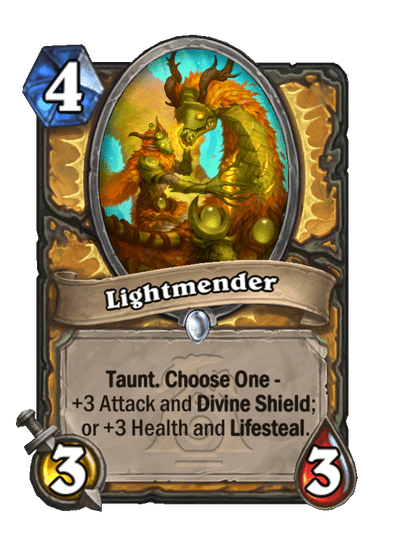 4
Lightmender
Taunt. Choose One -
+3 Attack and Divine Shield;
or +3 Health and Lifesteal.
3
3